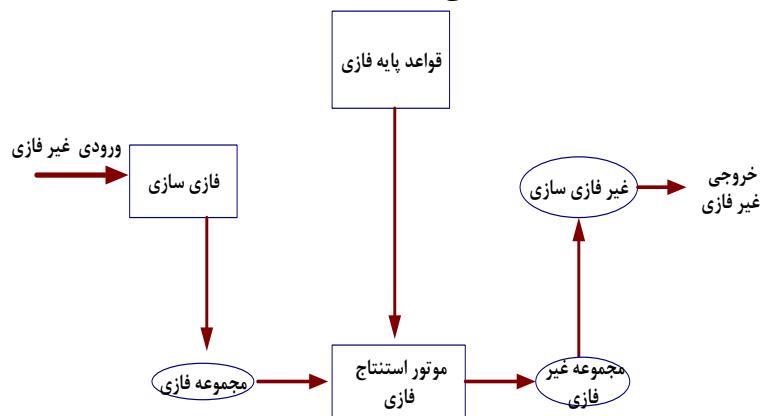 قواعد پایه فازی
ورودی غیر فازی
فازی سازی
غیر فازی سازی
خروجی
غیر فازی
مجموعه فازی
موتور استنتاج
فازی
مجموعه غیر
فازی